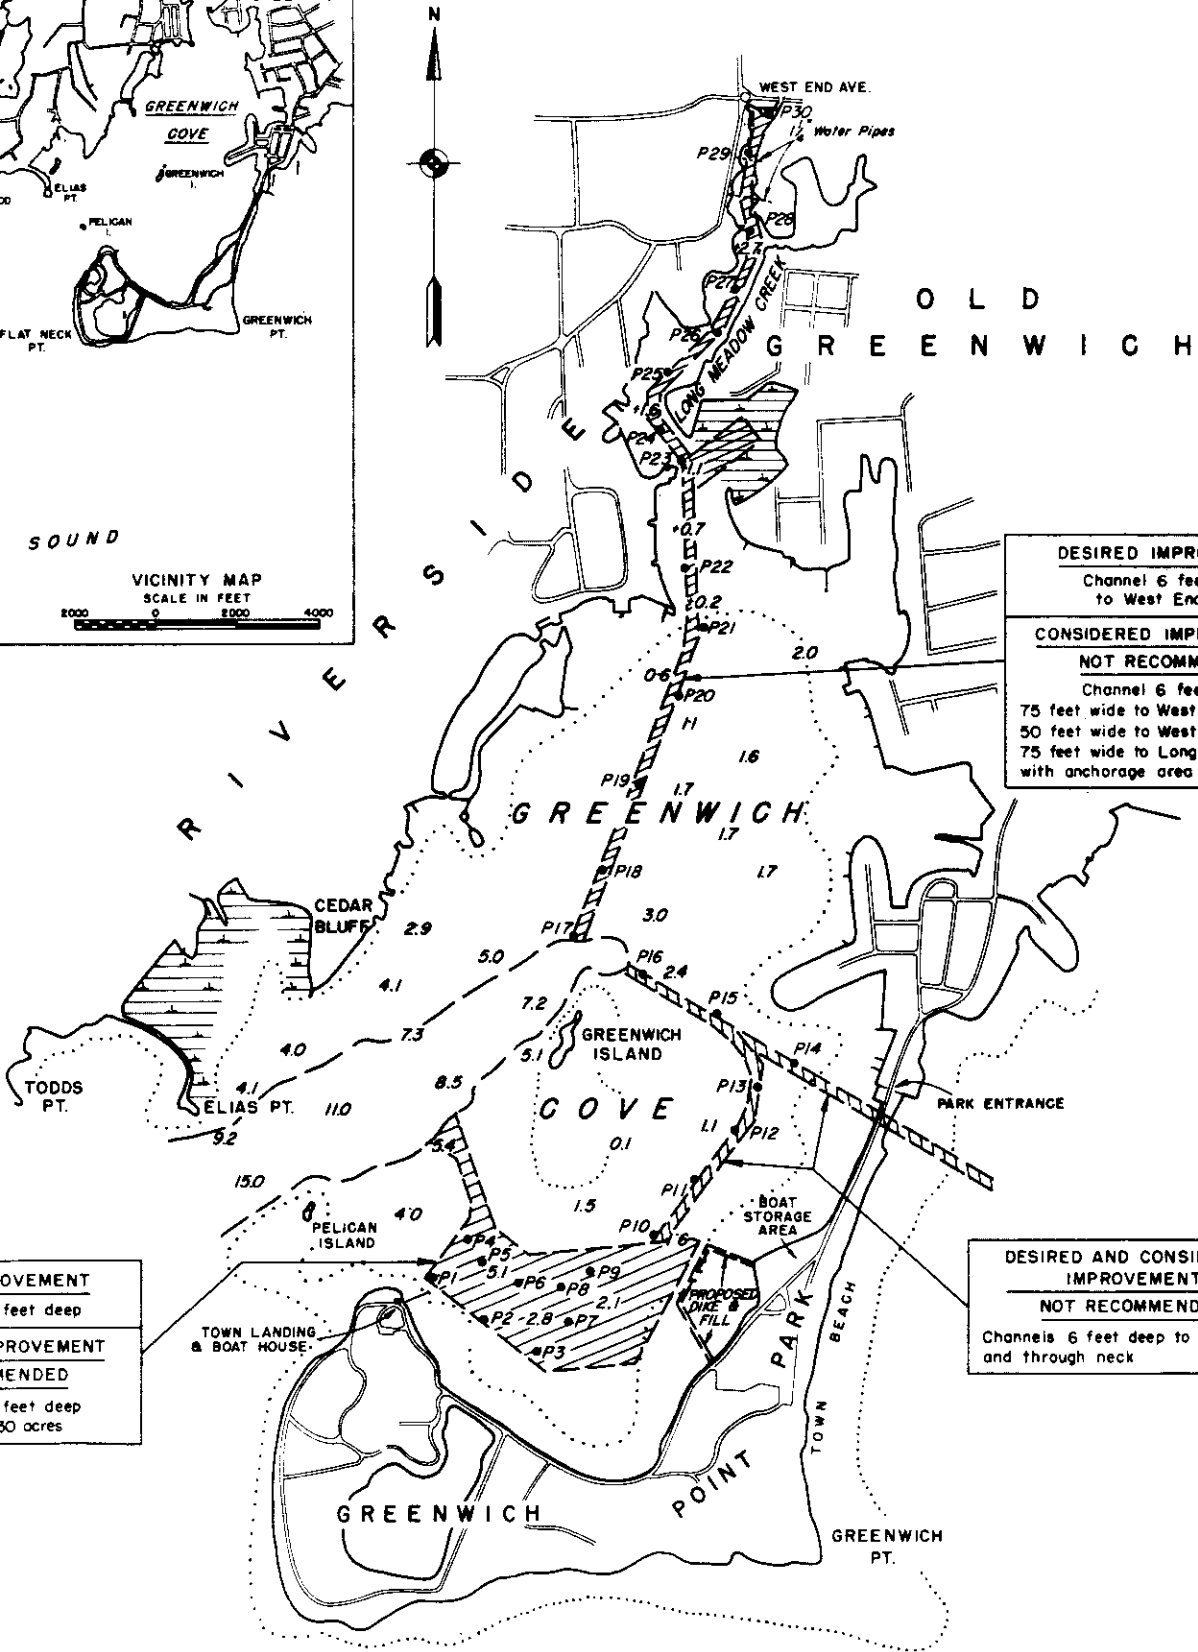 N
GREENWICH
COVE
GREENWICH
I.
ELIAS
PT.
PELICAN
I.
GREENWICH
PT.
FLAT NECK
PT.
SOUND
VICINITY MAP
SCALE IN FEET
2000 0 2000 4000
WEST END AVE.
P30
Water Pipes
P29
P28
P27
P26
P25
LONG MEADOW CREEK
P24
P23
1.1
OLD
GREENWICH
RIVERSIDE
+0.7
P22
P21
2.0
0.6
P20
1.1
1.6
P19
1.7
GREENWICH
1.7
P18
1.7
CEDAR
BLUFF
2.9
3.0
P17
5.0
P16
2.4
4.1
7.2
P15
GREENWICH
ISLAND
7.3
5.1
4.0
P14
TODDS
PT.
4.1
8.5
P13
ELIAS PT.
11.0
COVE
PARK ENTRANCE
9.2
5.4
0.1
1.1
P12
15.0
P11
PELICAN
ISLAND
4.0
1.5
P10
.6
BOAT
STORAGE
AREA
P4
P5
P1
5.1
P6
P9
P8
2.1
P2
2.8
P7
P3
PROPOSED
DIKE &
FILL
TOWN LANDING
& BOAT HOUSE
PARK
TOWN BEACH
POINT
GREENWICH
GREENWICH
PT.
DESIRED IMPR
Channel 6 fee
to West End
CONSIDERED IMP
NOT RECOMM
Channel 6 fee
75 feet wide to West
50 feet wide to West
75 feet wide to Long
with anchorage area
DESIRED AND CONSI
IMPROVEMENT
NOT RECOMMEND
Channels 6 feet deep to
and through neck
OVEMENT
feet deep
PROVEMENT
MENDED
feet deep
30 acres